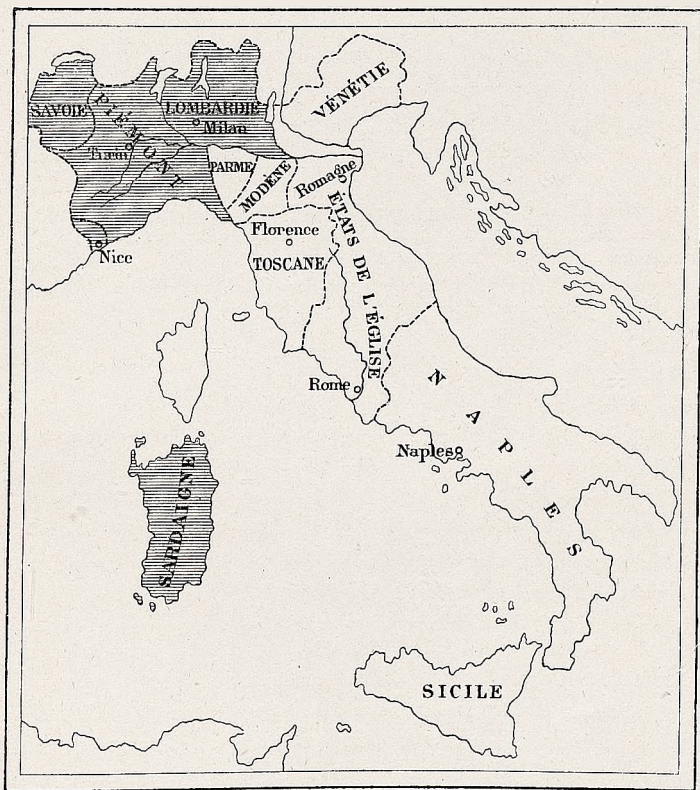 VÉNÉTIE
SAVOIE
PIÉMONT
LOMBARDIE
Milan
Turin
PARME
MODÈNE
Romagne
Nice
Florence
TOSCANE
ÉTATS DE L'ÉGLISE
Rome
NAPLES
Naples
SARDAIGNE
SICILE